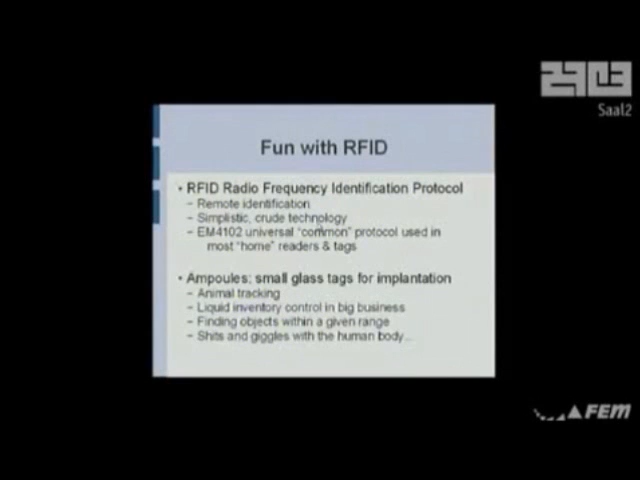 29C3
Saal2
Fun with RFID
• RFID Radio Frequency Identification Protocol
– Remote identification
– Simplistic, crude technology
– EM4102 universal "common" protocol used in
most "home" readers & tags
• Ampoules: small glass tags for implantation
– Animal tracking
– Liquid inventory control in big business
– Finding objects within a given range
– Shits and giggles with the human body...
FEM